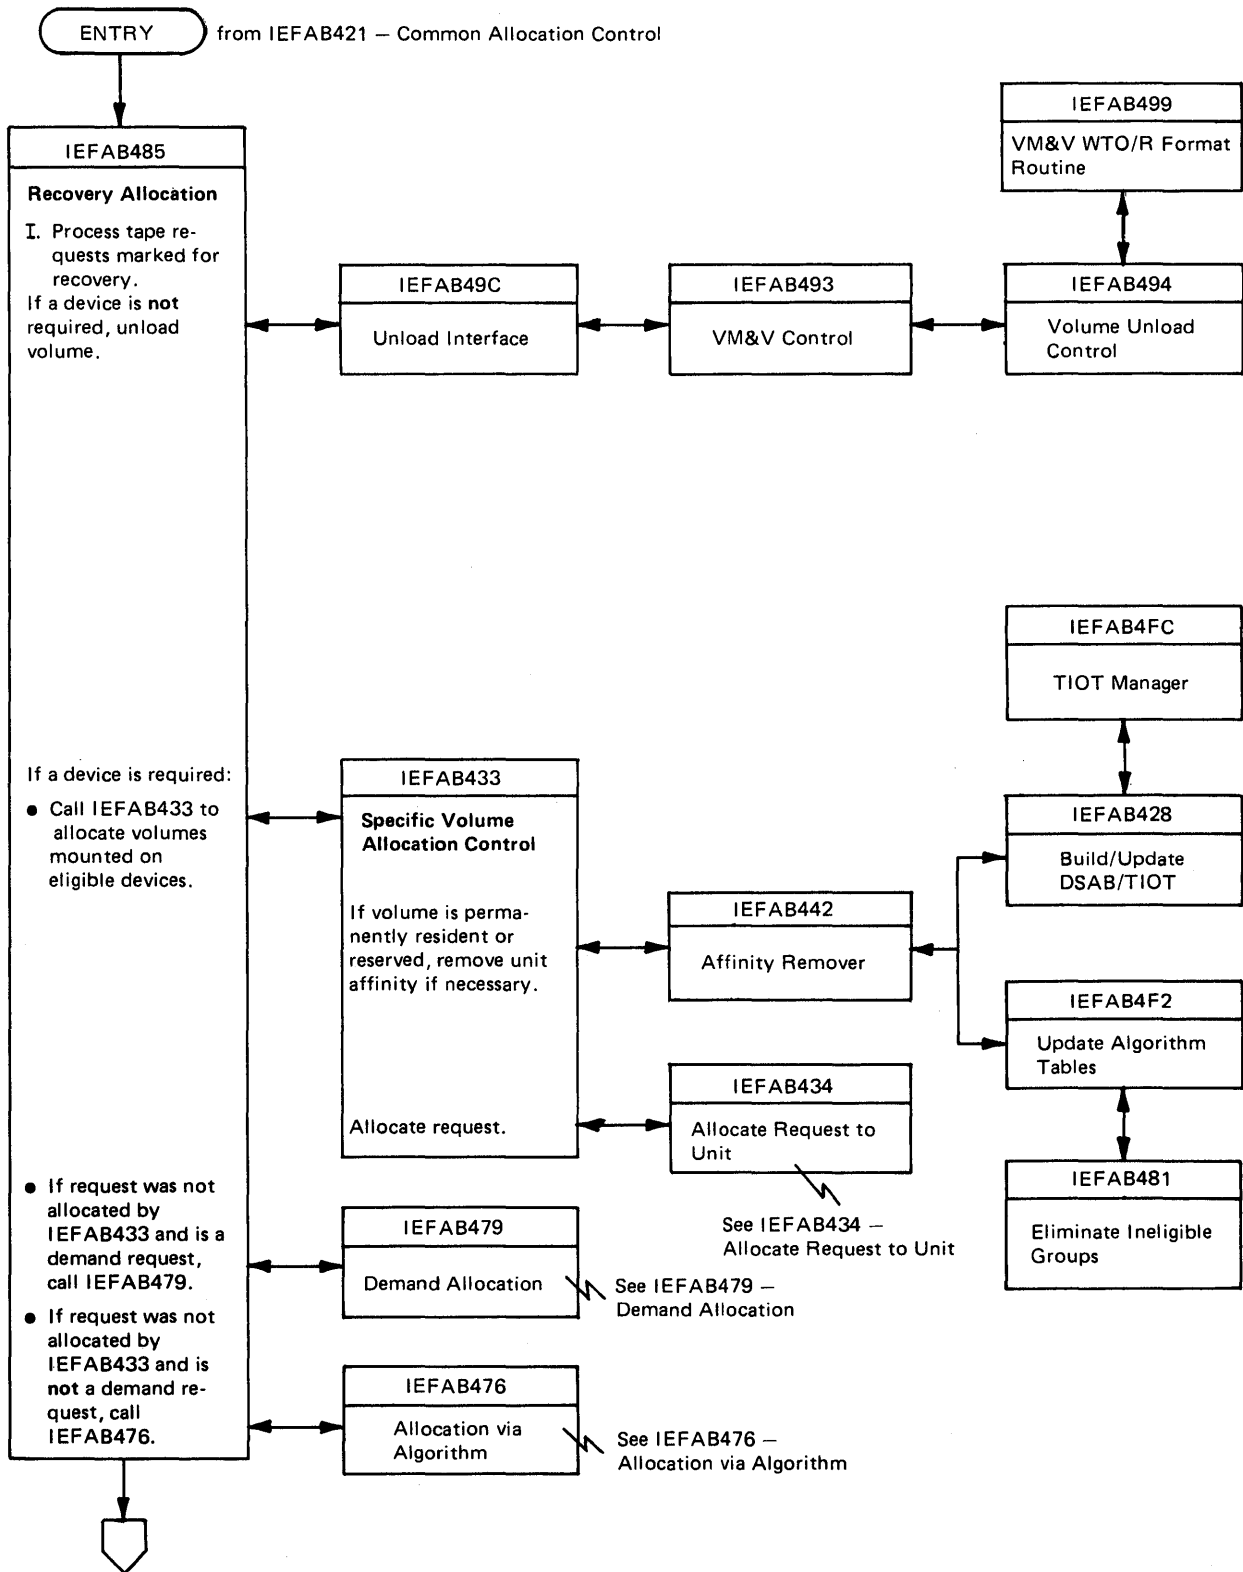 ENTRY
from IEFAB421 — Common Allocation Control
IEFAB485
Recovery Allocation
I. Process tape re-
quests marked for
recovery.
If a device is not
required, unload
volume.
IEFAB49C
Unload Interface
IEFAB493
VM&V Control
IEFAB499
VM&V WTO/R Format
Routine
IEFAB494
Volume Unload
Control
If a device is required:
● Call IEFAB433 to
allocate volumes
mounted on
eligible devices.
IEFAB433
Specific Volume
Allocation Control
If volume is perma-
nently resident or
reserved, remove unit
affinity if necessary.
Allocate request.
IEFAB442
Affinity Remover
IEFAB4FC
TIOT Manager
IEFAB428
Build/Update
DSAB/TIOT
IEFAB4F2
Update Algorithm
Tables
IEFAB481
Eliminate Ineligible
Groups
IEFAB434
Allocate Request to
Unit
See IEFAB434 —
Allocate Request to Unit
● If request was not
allocated by
IEFAB433 and is a
demand request,
call IEFAB479.
IEFAB479
Demand Allocation
See IEFAB479 —
Demand Allocation
● If request was not
allocated by
IEFAB433 and is
not a demand re-
quest, call
IEFAB476.
IEFAB476
Allocation via
Algorithm
See IEFAB476 —
Allocation via Algorithm